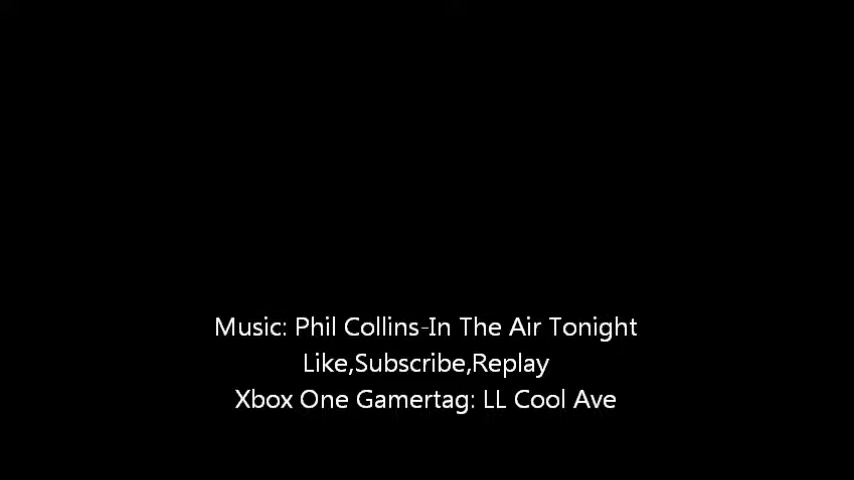 Music: Phil Collins-In The Air Tonight
Like,Subscribe,Replay
Xbox One Gamertag: LL Cool Ave